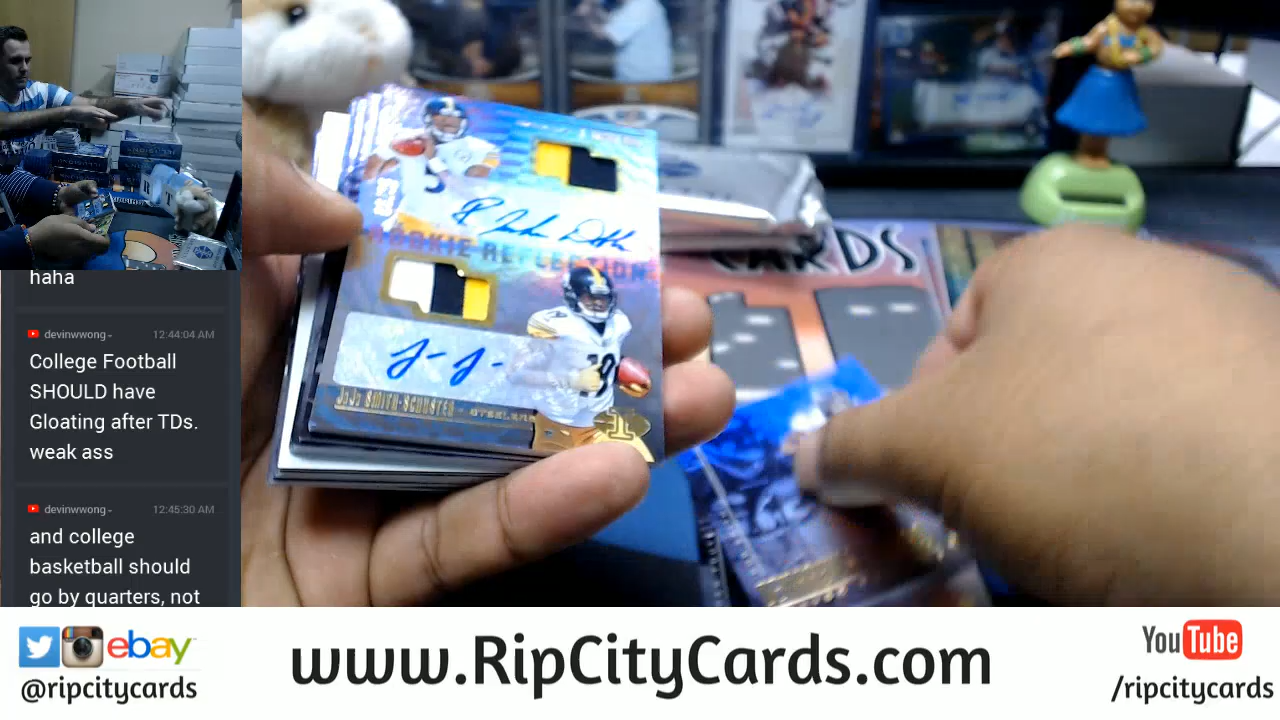 haha
devinwwong-
12:44:04 AM
College Football
SHOULD have
Gloating after TDs.
weak ass
devinwwong-
12:45:30 AM
and college
basketball should
go by quarters, not
ROOKIE REFLECTION
JuJu SMITH-SCHUSTER - STEELERS
CARDS
ebay
@ripcitycards
www.RipCityCards.com
YouTube
/ripcitycards